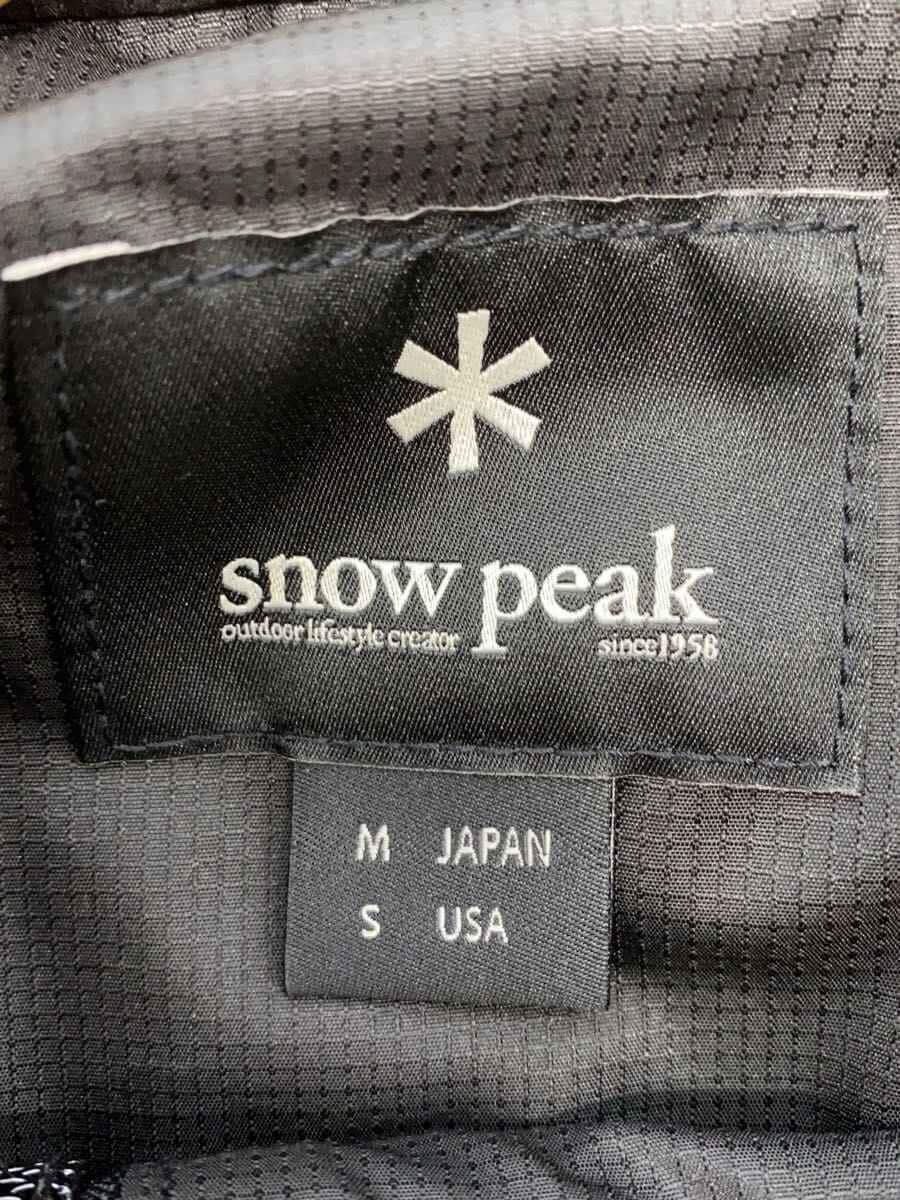 snow peak
outdoor lifestyle creator since1958
M JAPAN
S USA